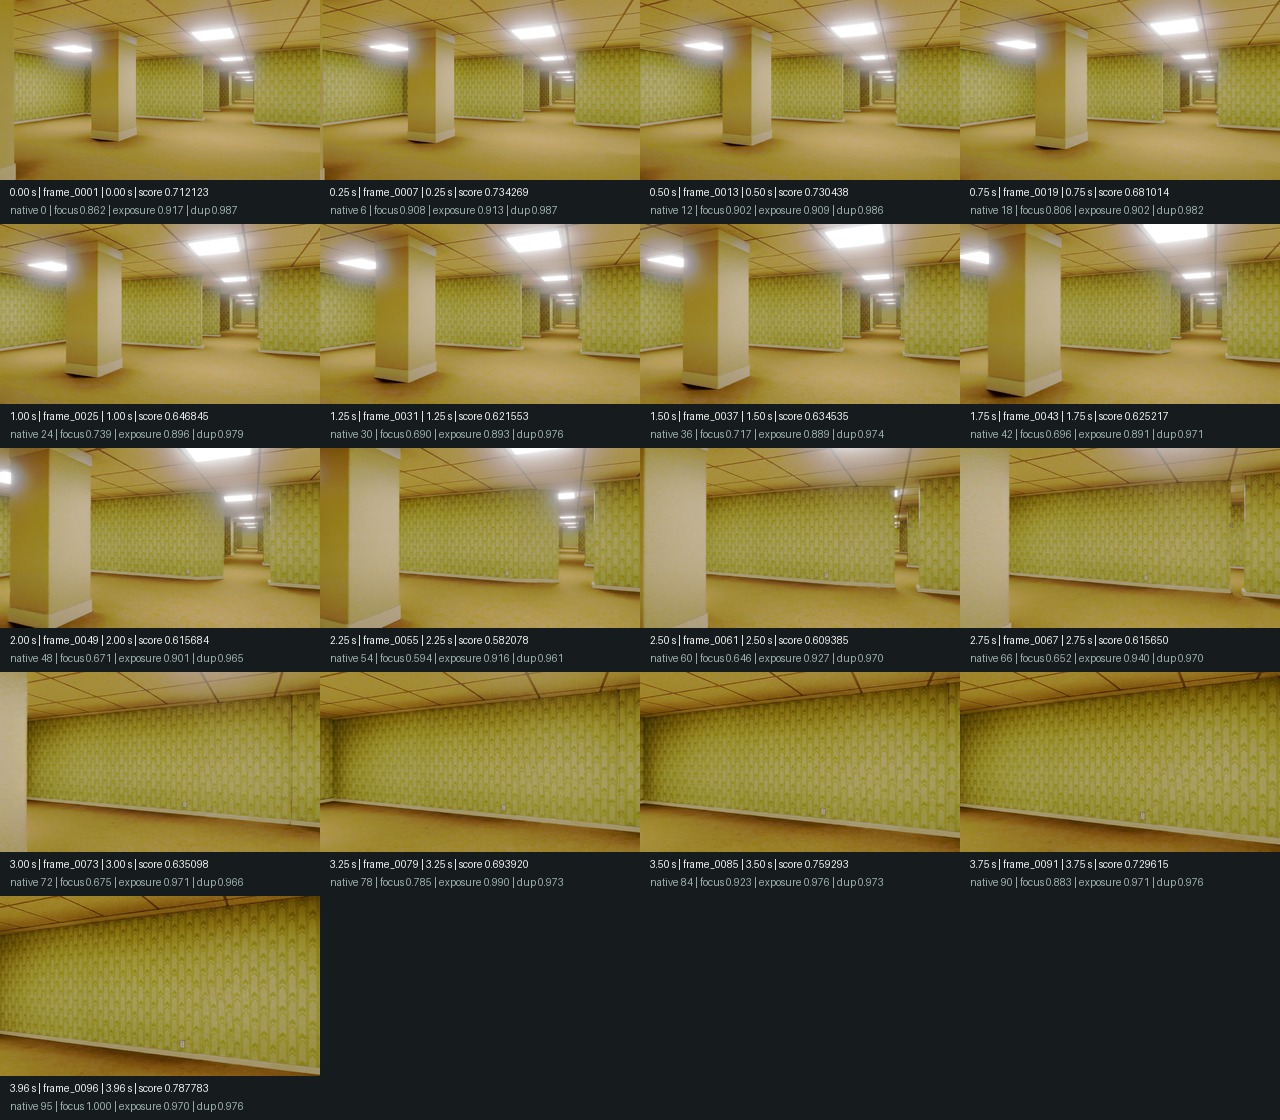 0.00 s | frame_0001 | 0.00 s | score 0.712123
native 0 | focus 0.862 | exposure 0.917 | dup 0.987
0.25 s | frame_0007 | 0.25 s | score 0.734269
native 6 | focus 0.908 | exposure 0.913 | dup 0.987
0.50 s | frame_0013 | 0.50 s | score 0.730438
native 12 | focus 0.902 | exposure 0.909 | dup 0.986
0.75 s | frame_0019 | 0.75 s | score 0.681014
native 18 | focus 0.806 | exposure 0.902 | dup 0.982
1.00 s | frame_0025 | 1.00 s | score 0.646845
native 24 | focus 0.739 | exposure 0.896 | dup 0.979
1.25 s | frame_0031 | 1.25 s | score 0.621553
native 30 | focus 0.690 | exposure 0.893 | dup 0.976
1.50 s | frame_0037 | 1.50 s | score 0.634535
native 36 | focus 0.717 | exposure 0.889 | dup 0.974
1.75 s | frame_0043 | 1.75 s | score 0.625217
native 42 | focus 0.696 | exposure 0.891 | dup 0.971
2.00 s | frame_0049 | 2.00 s | score 0.615684
native 48 | focus 0.671 | exposure 0.901 | dup 0.965
2.25 s | frame_0055 | 2.25 s | score 0.582078
native 54 | focus 0.594 | exposure 0.916 | dup 0.961
2.50 s | frame_0061 | 2.50 s | score 0.609385
native 60 | focus 0.646 | exposure 0.927 | dup 0.970
2.75 s | frame_0067 | 2.75 s | score 0.615650
native 66 | focus 0.652 | exposure 0.940 | dup 0.970
3.00 s | frame_0073 | 3.00 s | score 0.635098
native 72 | focus 0.675 | exposure 0.971 | dup 0.966
3.25 s | frame_0079 | 3.25 s | score 0.693920
native 78 | focus 0.785 | exposure 0.990 | dup 0.973
3.50 s | frame_0085 | 3.50 s | score 0.759293
native 84 | focus 0.923 | exposure 0.976 | dup 0.973
3.75 s | frame_0091 | 3.75 s | score 0.729615
native 90 | focus 0.883 | exposure 0.971 | dup 0.976
3.96 s | frame_0096 | 3.96 s | score 0.787783
native 95 | focus 1.000 | exposure 0.970 | dup 0.976